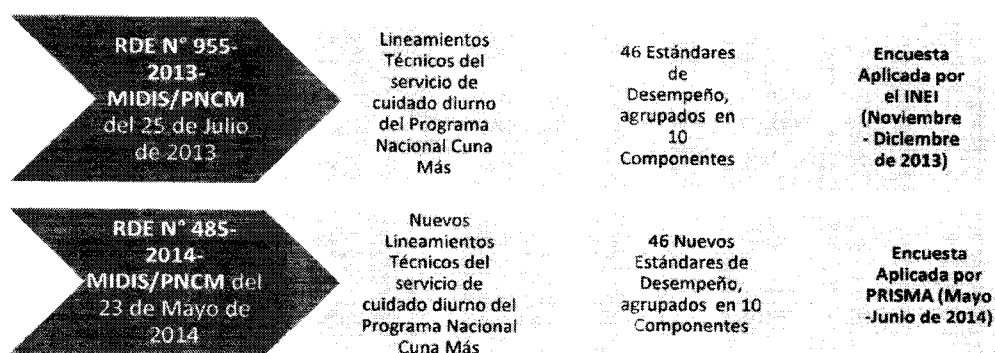 RDE N° 955-
2013-
MIDIS/PNCM
del 25 de Julio
de 2013
Lineamientos
Técnicos del
servicio de
cuidado diurno
del Programa
Nacional Cuna
Más
46 Estándares
de
Desempeño,
agrupados en
10
Componentes
Encuesta
Aplicada por
el INEI
(Noviembre
- Diciembre
de 2013)
RDE N° 485-
2014-
MIDIS/PNCM del
23 de Mayo de
2014
Nuevos
Lineamientos
Técnicos del
servicio de
cuidado diurno del
Programa Nacional
Cuna Más
46 Nuevos
Estándares de
Desempeño,
agrupados en 10
Componentes
Encuesta
Aplicada por
PRISMA (Mayo
-Junio de 2014)